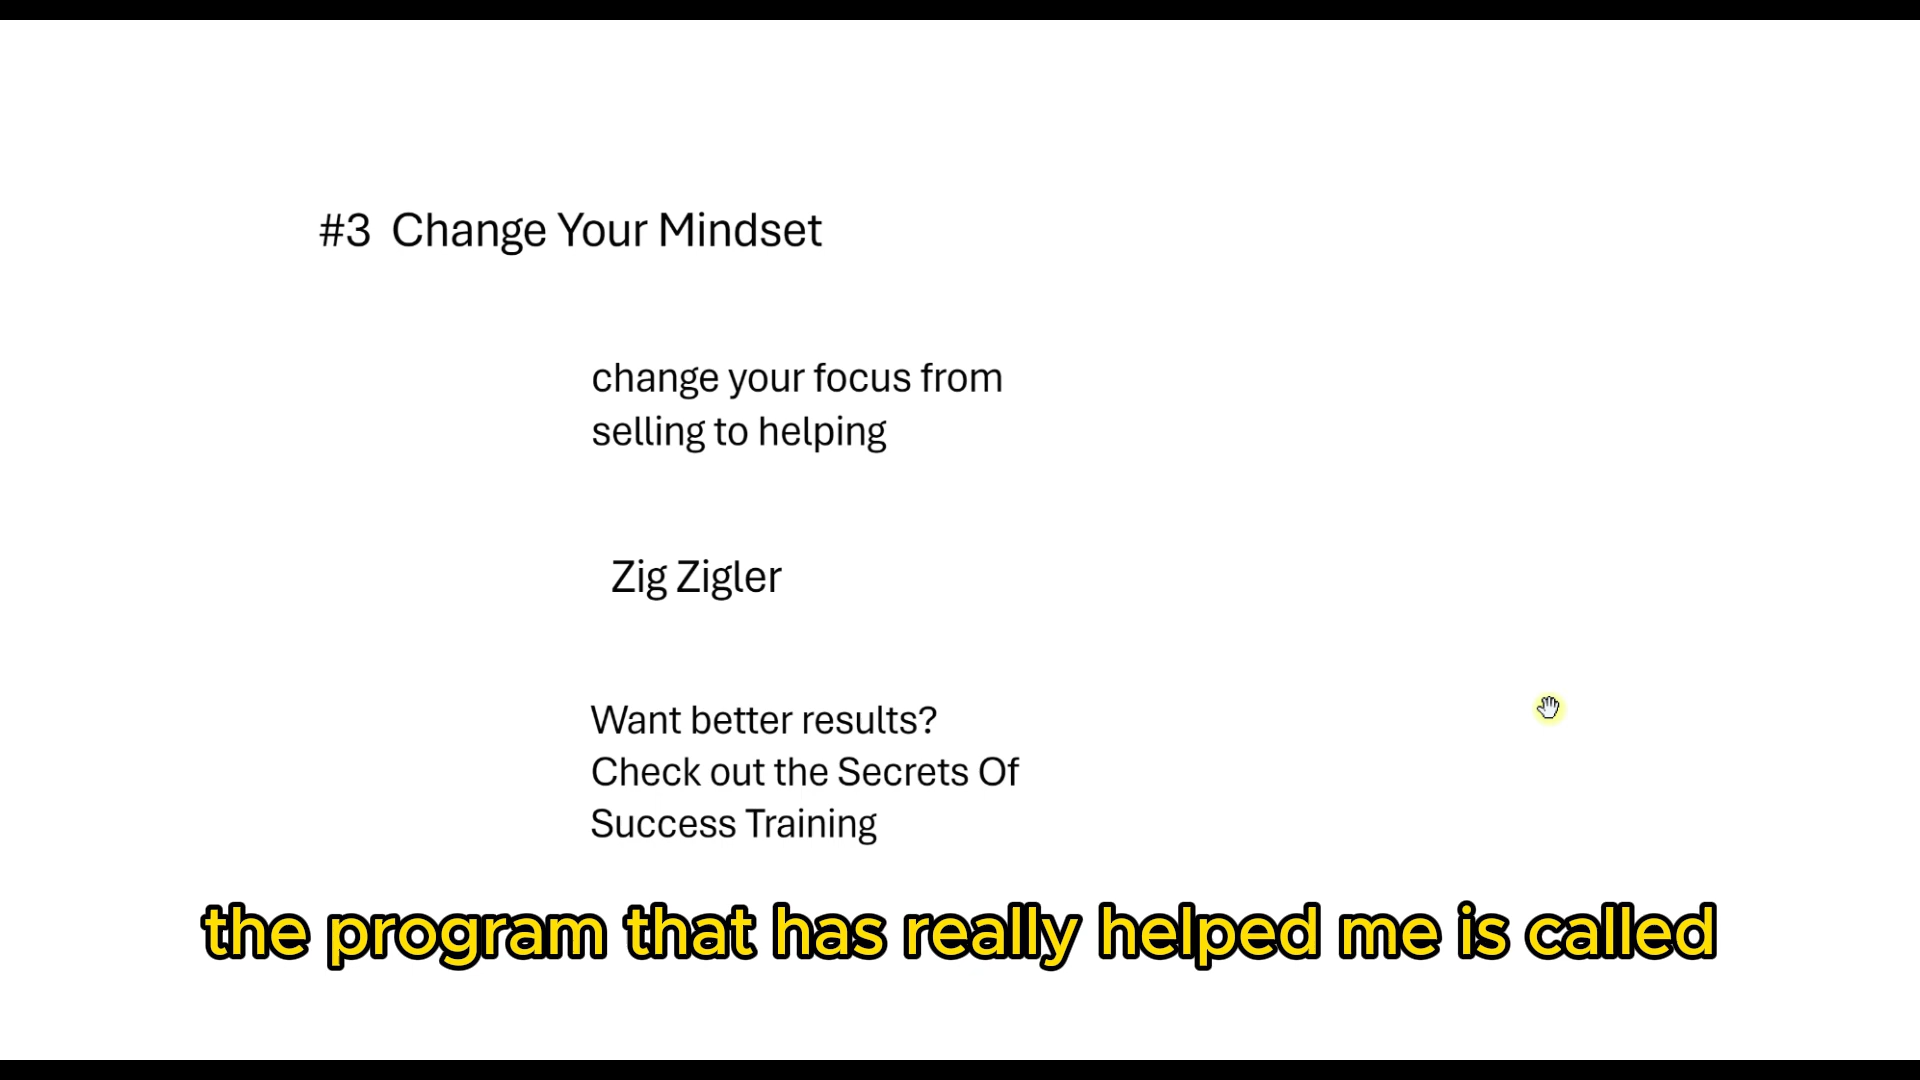 #3 Change Your Mindset
change your focus from
selling to helping
Zig Zigler
Want better results?
Check out the Secrets Of
Success Training
the program that has really helped me is called